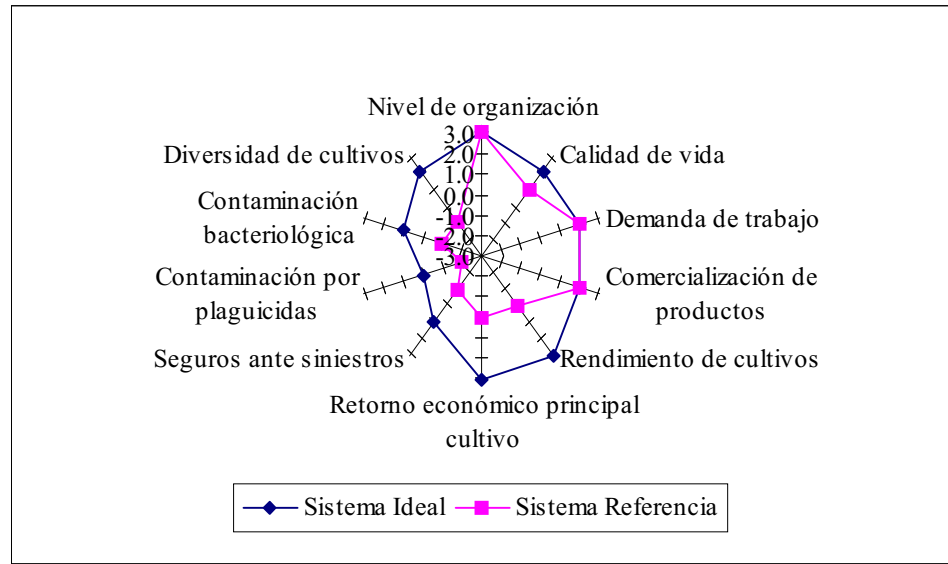 Nivel de organización
3.0
2.0
1.0
0.0
-1.0
-2.0
-3.0
Calidad de vida
Demanda de trabajo
Comercialización de
productos
Rendimiento de cultivos
Retorno económico principal
cultivo
Seguros ante siniestros
Contaminación por
plaguicidas
Contaminación
bacteriológica
Diversidad de cultivos
Sistema Ideal
Sistema Referencia